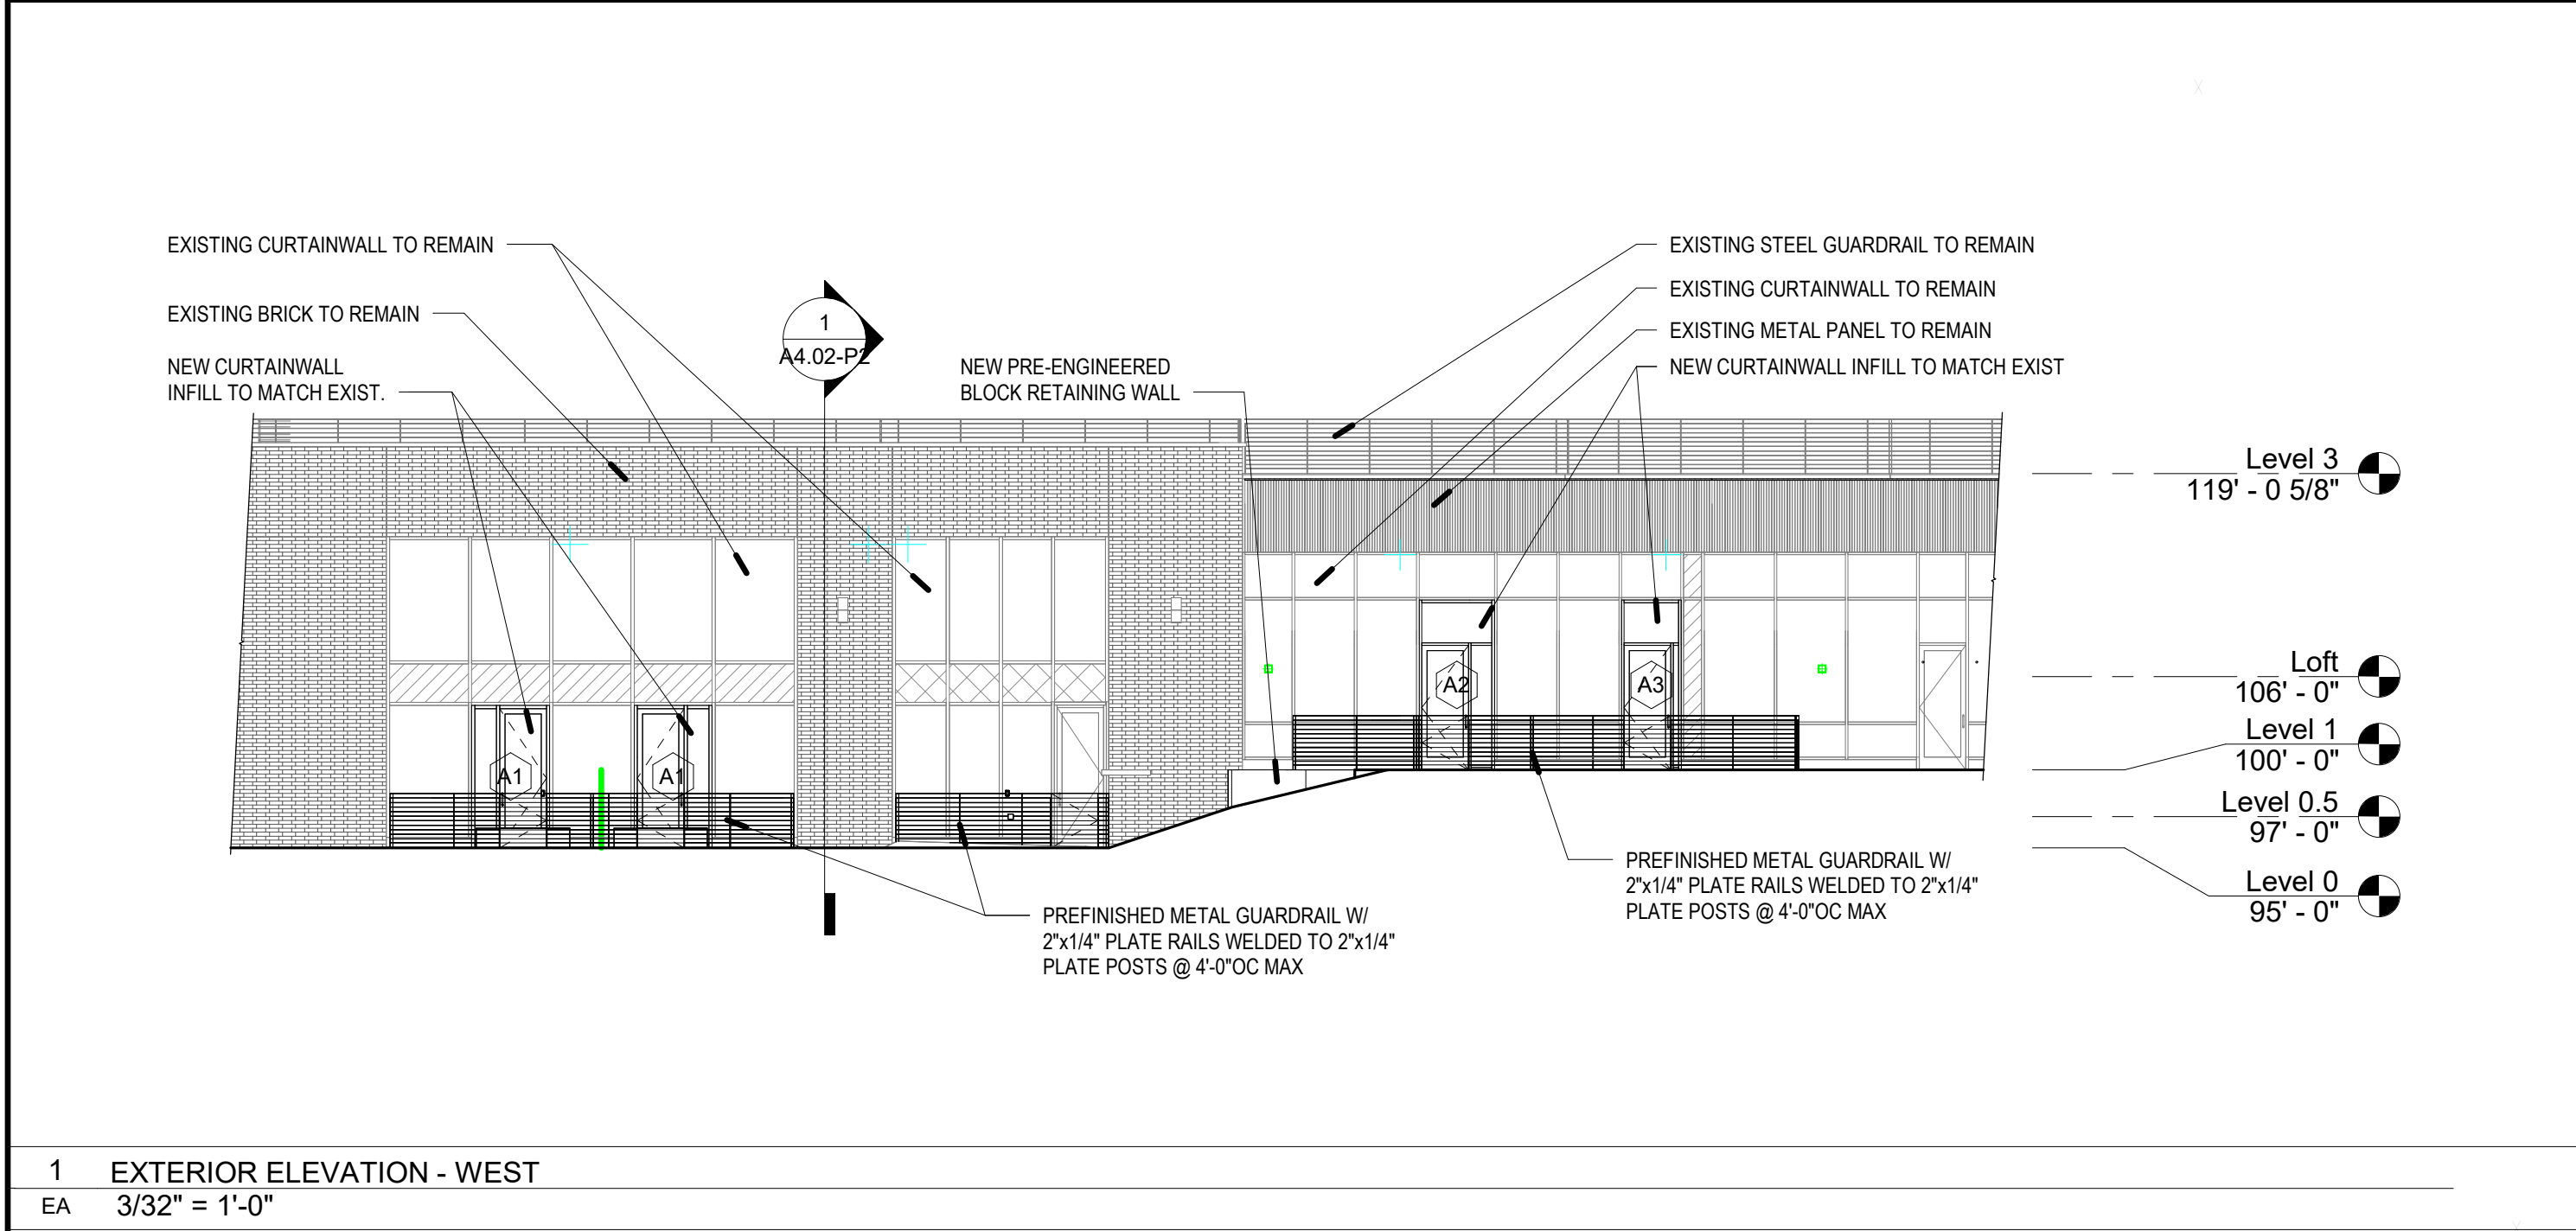 EXISTING CURTAINWALL TO REMAIN
EXISTING BRICK TO REMAIN
NEW CURTAINWALL
INFILL TO MATCH EXIST.
1
A4.02-P2
NEW PRE-ENGINEERED
BLOCK RETAINING WALL
EXISTING STEEL GUARDRAIL TO REMAIN
EXISTING CURTAINWALL TO REMAIN
EXISTING METAL PANEL TO REMAIN
NEW CURTAINWALL INFILL TO MATCH EXIST
Level 3
119' - 0 5/8"
Loft
106' - 0"
Level 1
100' - 0"
Level 0.5
97' - 0"
Level 0
95' - 0"
A1
A1
A2
A3
PREFINISHED METAL GUARDRAIL W/
2"x1/4" PLATE RAILS WELDED TO 2"x1/4"
PLATE POSTS @ 4'-0"OC MAX
PREFINISHED METAL GUARDRAIL W/
2"x1/4" PLATE RAILS WELDED TO 2"x1/4"
PLATE POSTS @ 4'-0"OC MAX
1 EXTERIOR ELEVATION - WEST
EA 3/32" = 1'-0"
X